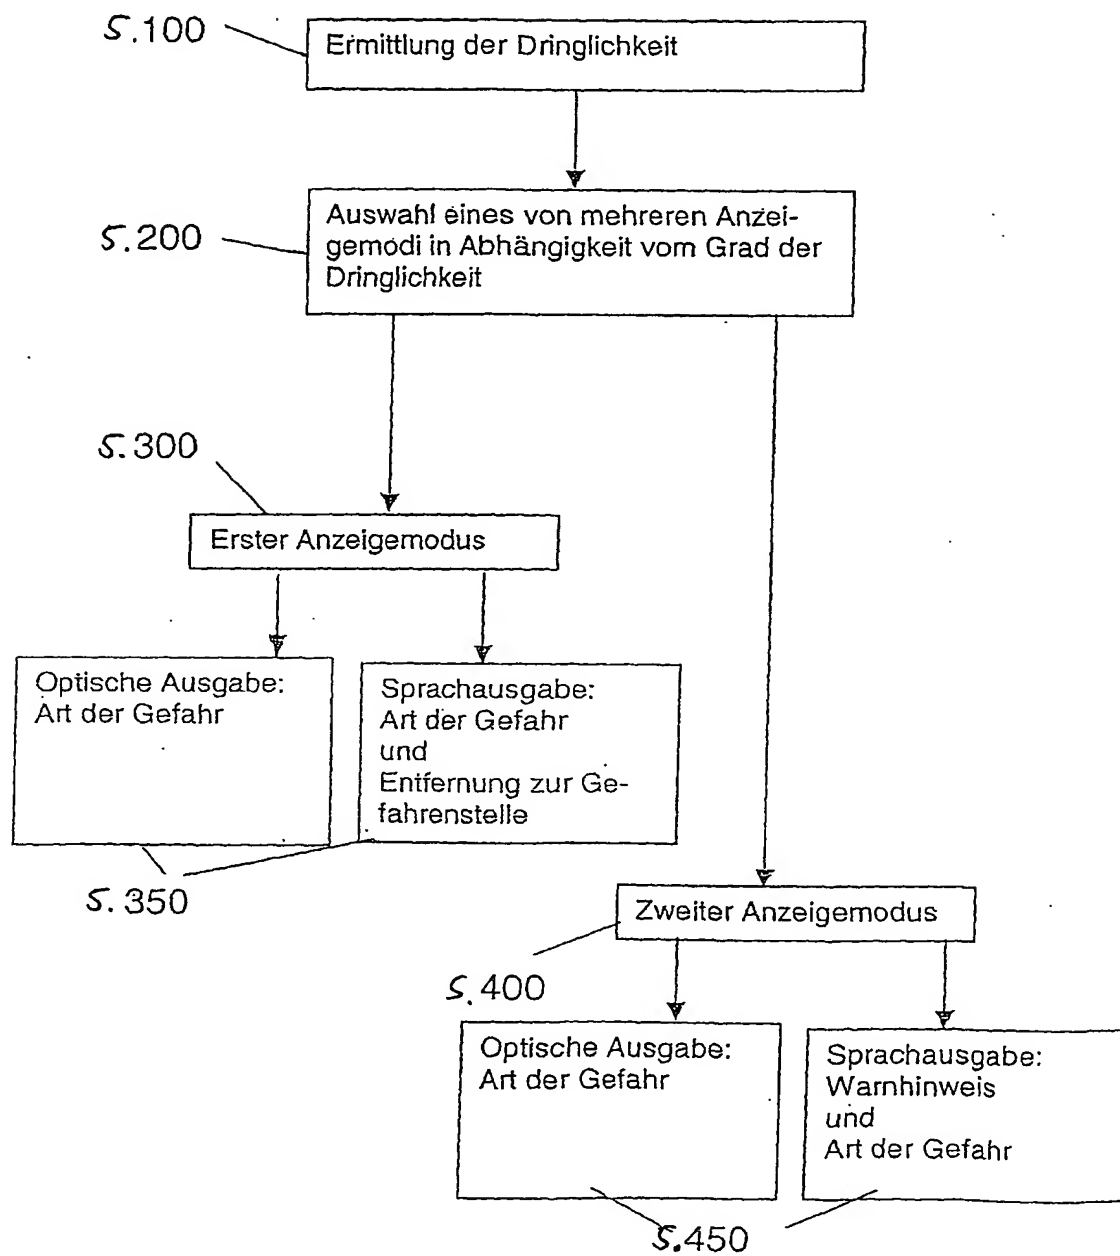 S.100
Ermittlung der Dringlichkeit
S.200
Auswahl eines von mehreren Anzei-
gemodi in Abhängigkeit vom Grad der
Dringlichkeit
S.300
Erster Anzeigemodus
Optische Ausgabe:
Art der Gefahr
Sprachausgabe:
Art der Gefahr
und
Entfernung zur Ge-
fahrenstelle
S.350
Zweiter Anzeigemodus
S.400
Optische Ausgabe:
Art der Gefahr
Sprachausgabe:
Warnhinweis
und
Art der Gefahr
S.450